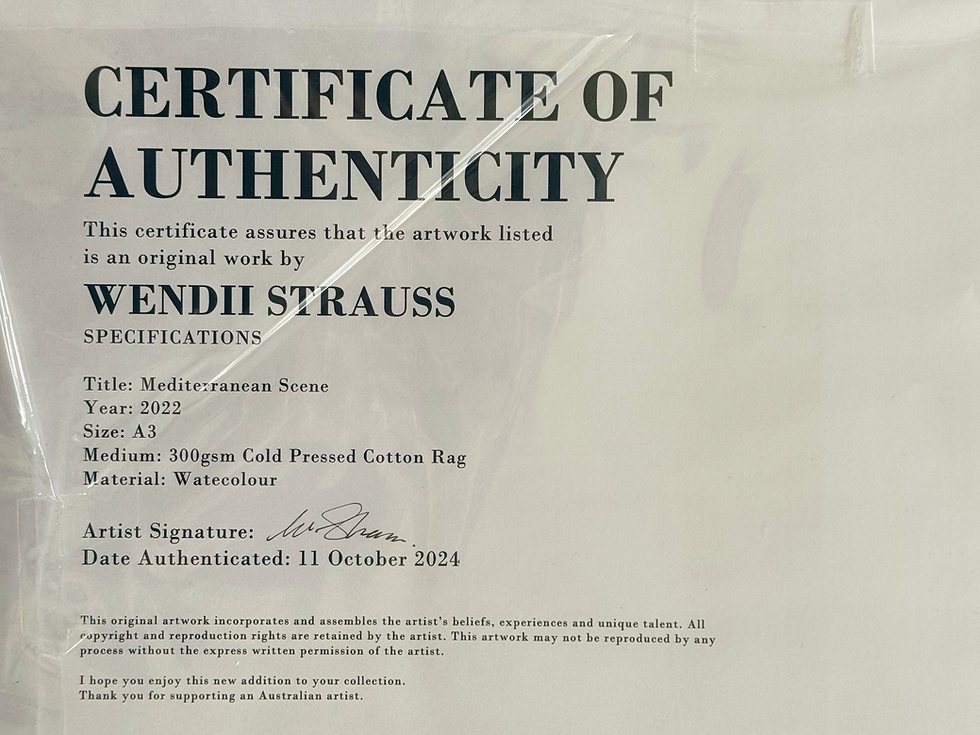 CERTIFICATE OF
AUTHENTICITY
This certificate assures that the artwork listed
is an original work by
WENDII STRAUSS
SPECIFICATIONS
Title: Mediterranean Scene
Year: 2022
Size: A3
Medium: 300gsm Cold Pressed Cotton Rag
Material: Watecolour
Artist Signature:
Date Authenticated: 11 October 2024
This original artwork incorporates and assembles the artist's beliefs, experiences and unique talent. All
copyright and reproduction rights are retained by the artist. This artwork may not be reproduced by any
process without the express written permission of the artist.
I hope you enjoy this new addition to your collection.
Thank you for supporting an Australian artist.